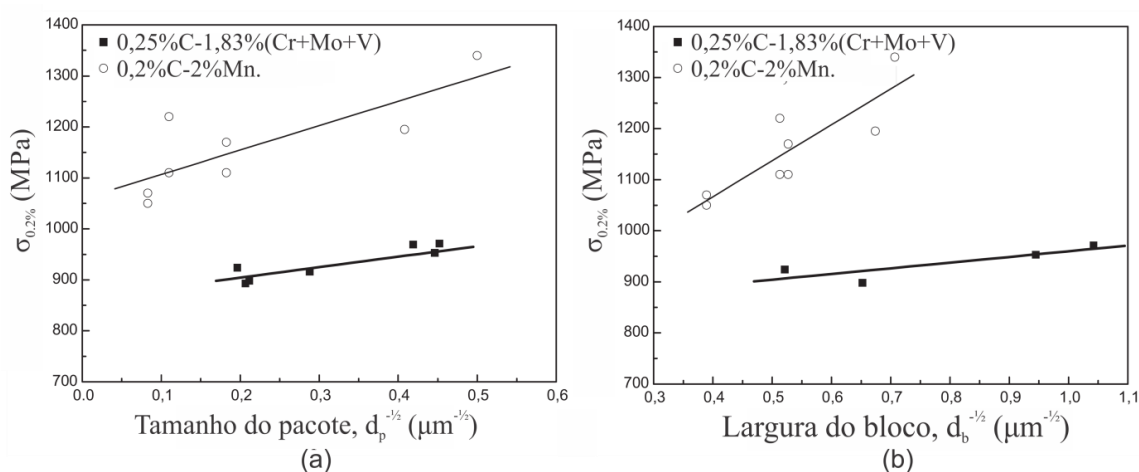 1400
1300
1200
1100
1000
900
800
700
σ0.2% (MPa)
0,25%C-1,83%(Cr+Mo+V)
0,2%C-2%Mn.
0.0 0,1 0,2 0,3 0,4 0,5 0,6
Tamanho do pacote, dp^-½ (μm^-½)
(a)
1400
1300
1200
1100
1000
900
800
700
σ0.2% (MPa)
0,25%C-1,83%(Cr+Mo+V)
0,2%C-2%Mn.
0,3 0,4 0,5 0,6 0,7 0,8 0,9 1,0 1,1
Largura do bloco, db^-½ (μm^-½)
(b)